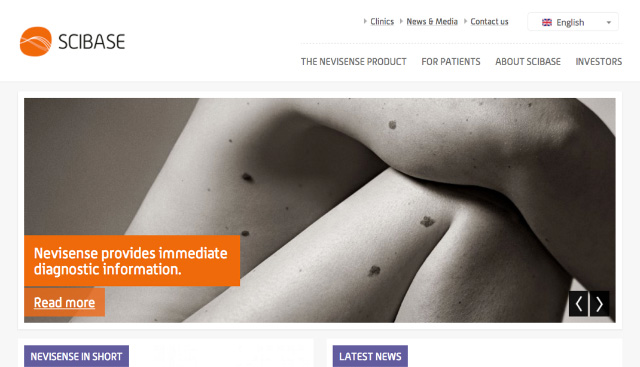 Clinics
News & Media
Contact us
English
SCIBASE
THE NEVISENSE PRODUCT
FOR PATIENTS
ABOUT SCIBASE
INVESTORS
Nevisense provides immediate
diagnostic information.
Read more
NEVISENSE IN SHORT
LATEST NEWS